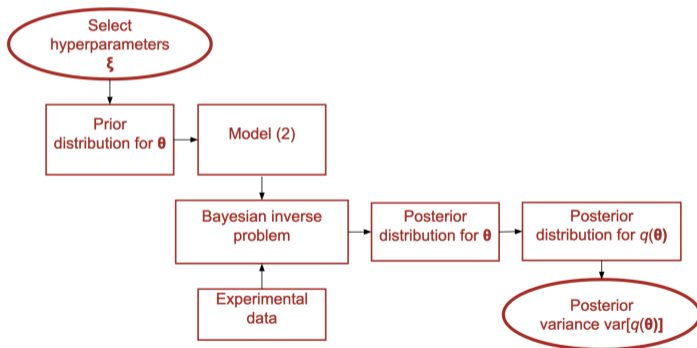 Select
hyperparameters
ξ
Prior
distribution for θ
Model (2)
Bayesian inverse
problem
Posterior
distribution for θ
Posterior
distribution for q(θ)
Experimental
data
Posterior
variance var[q(θ)]